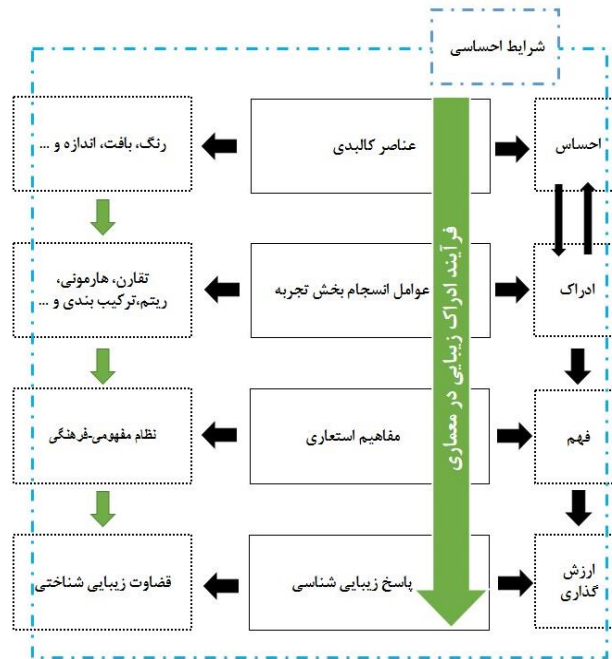 شرایط احساسی
احساس
عناصر کالبدی
رنگ، بافت، اندازه و ...
فرآیند ادراک زیبایی در معماری
ادراک
عوامل انسجام بخش تجربه
تقارن، هارمونی،
ریتم،ترکیب بندی و ...
فهم
مفاهیم استعاری
نظام مفهومی-فرهنگی
ارزش
گذاری
پاسخ زیبایی شناسی
قضاوت زیبایی شناختی